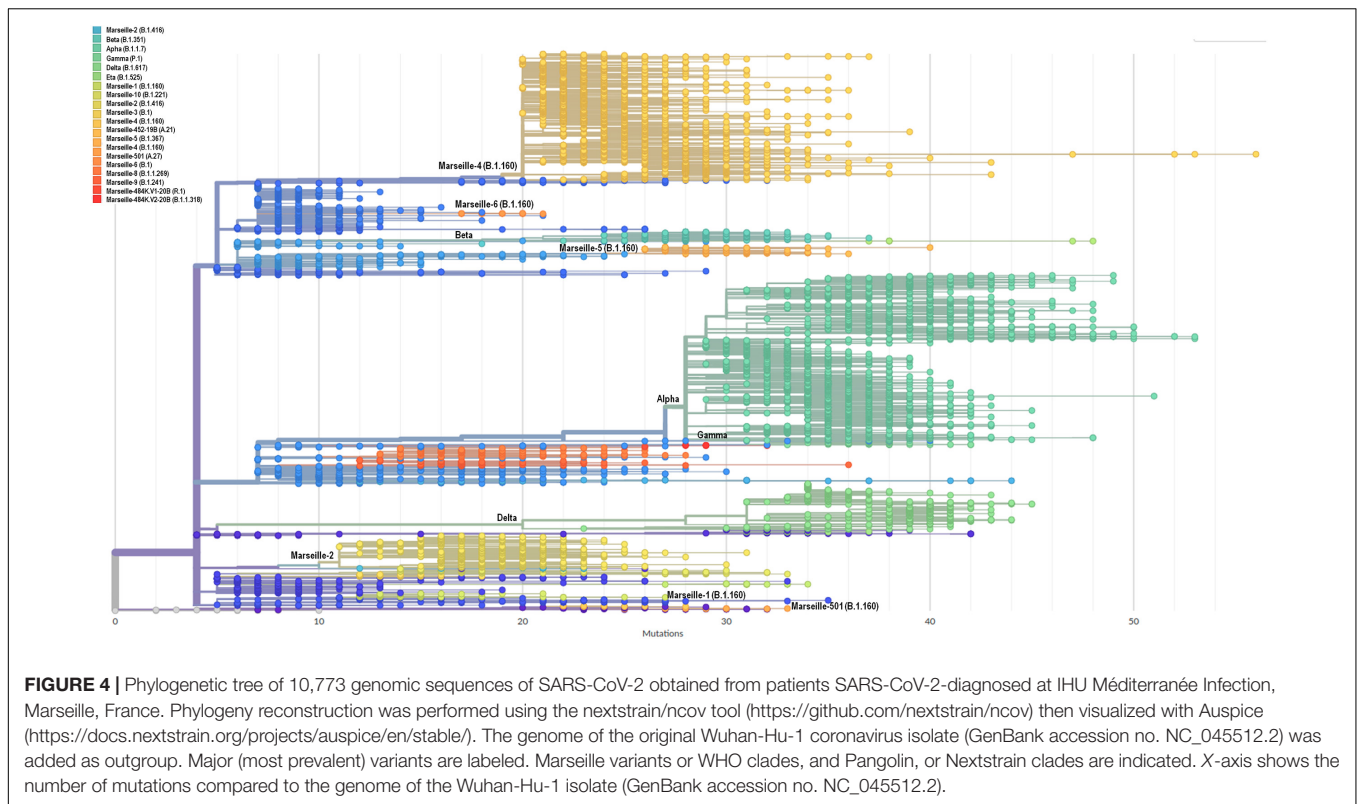 Marseille-2 (B.1.416)
Beta (B.1.351)
Apha (B.1.1.7)
Gamma (P.1)
Delta (B.1.617)
Eta (B.1.525)
Marseille-1 (B.1.160)
Marseille-10 (B.1.221)
Marseille-2 (B.1.416)
Marseille-3 (B.1)
Marseille-4 (B.1.160)
Marseille-452-19B (A.21)
Marseille-5 (B.1.367)
Marseille-4 (B.1.160)
Marseille-501 (A.27)
Marseille-6 (B.1)
Marseille-8 (B.1.1.269)
Marseille-9 (B.1.241)
Marseille-484K.V1-20B (R.1)
Marseille-484K.V2-20B (B.1.1.318)
Marseille-4 (B.1.160)
Marseille-6 (B.1.160)
Beta
Marseille-5 (B.1.160)
Alpha
Gamma
Delta
Marseille-2
Marseille-1 (B.1.160)
Marseille-501 (B.1.160)
0 10 20 30 40 50
Mutations
FIGURE 4 | Phylogenetic tree of 10,773 genomic sequences of SARS-CoV-2 obtained from patients SARS-CoV-2-diagnosed at IHU Méditerranée Infection,
Marseille, France. Phylogeny reconstruction was performed using the nextstrain/ncov tool (https://github.com/nextstrain/ncov) then visualized with Auspice
(https://docs.nextstrain.org/projects/auspice/en/stable/). The genome of the original Wuhan-Hu-1 coronavirus isolate (GenBank accession no. NC_045512.2) was
added as outgroup. Major (most prevalent) variants are labeled. Marseille variants or WHO clades, and Pangolin, or Nextstrain clades are indicated. X-axis shows the
number of mutations compared to the genome of the Wuhan-Hu-1 isolate (GenBank accession no. NC_045512.2).